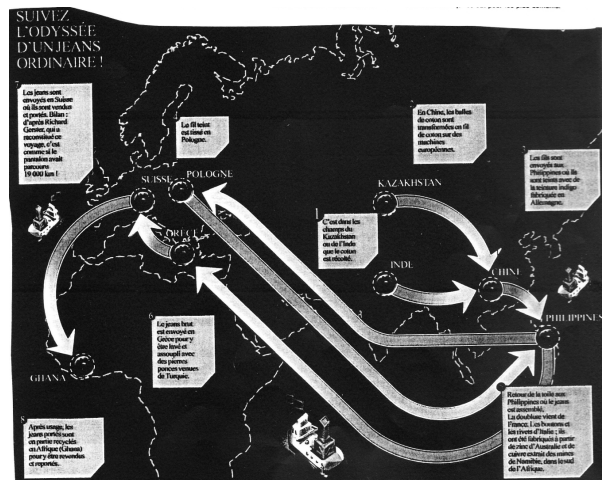 SUIVEZ
L'ODYSSÉE
D'UN JEANS
ORDINAIRE !
7
Les jeans sont
envoyés en Suisse
où ils sont vendus
et portés. Bilan :
d'après Richard
Gerster, qui a
reconstitué ce
voyage, c'est
comme si le
pantalon avait
parcouru
19 000 km !
Le fil teint
est tissé en
Pologne.
En Chine, les balles
de coton sont
transformées en fil
de coton sur des
machines
européennes.
Les fils sont
envoyés aux
Philippines où ils
sont teints avec de
la teinture indigo
fabriquée en
Allemagne.
SUISSE
POLOGNE
KAZAKHSTAN
1
C'est dans les
champs du
Kazakhstan
ou de l'Inde
que le coton
est récolté.
GRÈCE
INDE
CHINE
PHILIPPINES
6
Le jeans brut
est envoyé en
Grèce pour y
être lavé et
assoupli avec
des pierres
ponces venues
de Turquie.
GHANA
Retour de la toile aux
Philippines où le jeans
est assemblé.
La doublure vient de
France. Les boutons et
les rivets d'Italie ; ils
ont été fabriqués à partir
de zinc d'Australie et de
cuivre extrait des mines
de Namibie, dans le sud
de l'Afrique.
8
Après usage, les
jeans portés sont
en partie recyclés
en Afrique (Ghana)
pour y être revendus
et reportés.